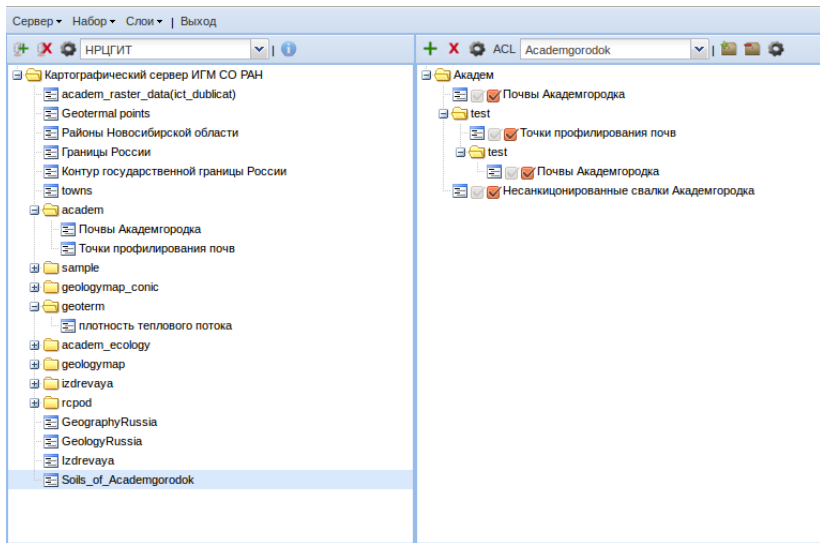 Сервер Набор Слои | Выход
НРЦГИТ
ACL Academgorodok
Картографический сервер ИГМ СО РАН
academ_raster_data(ict_dublicat)
Geotermal points
Районы Новосибирской области
Границы России
Контур государственной границы России
towns
academ
Почвы Академгородка
Точки профилирования почв
sample
geologymap_conic
geoterm
плотность теплового потока
academ_ecology
geologymap
izdrevaya
rcpod
GeographyRussia
GeologyRussia
Izdrevaya
Soils_of_Academgorodok
Академ
Почвы Академгородка
test
Точки профилирования почв
test
Почвы Академгородка
Несанкицонированные свалки Академгородка